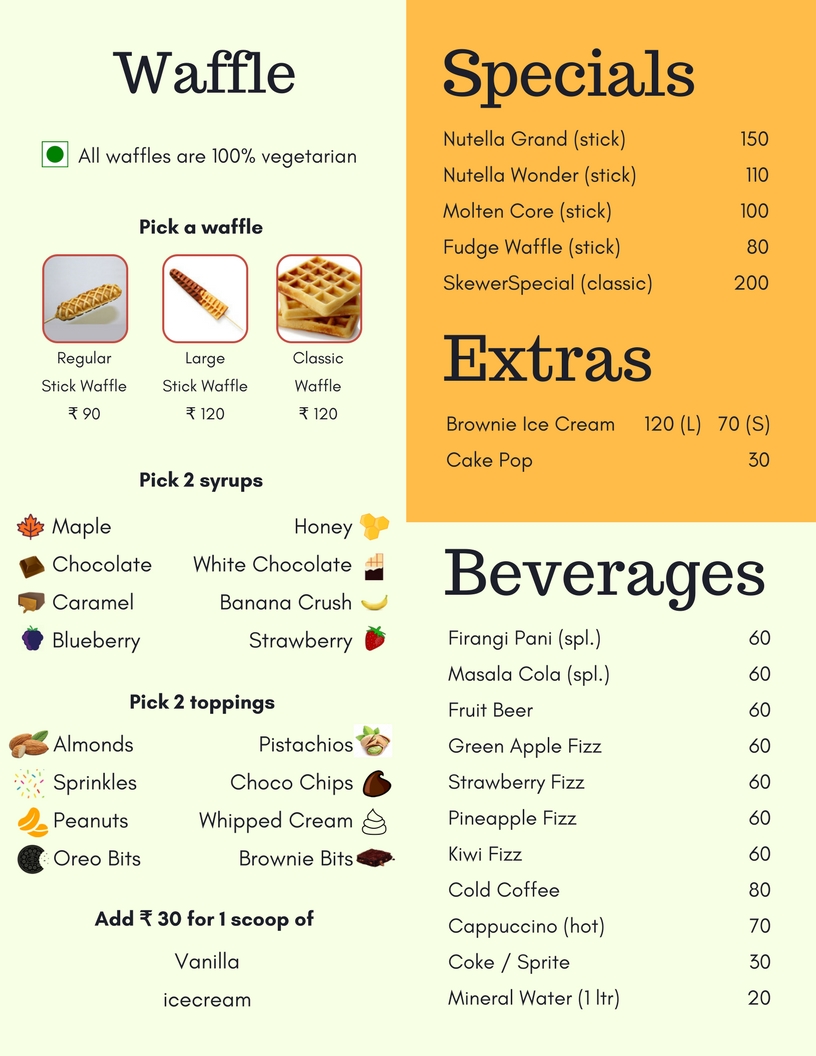 Waffle
All waffles are 100% vegetarian
Pick a waffle
Regular
Stick Waffle
₹ 90
Large
Stick Waffle
₹ 120
Classic
Waffle
₹ 120
Pick 2 syrups
Maple Honey
Chocolate White Chocolate
Caramel Banana Crush
Blueberry Strawberry
Pick 2 toppings
Almonds Pistachios
Sprinkles Choco Chips
Peanuts Whipped Cream
Oreo Bits Brownie Bits
Add ₹ 30 for 1 scoop of
Vanilla
icecream
Specials
Nutella Grand (stick) 150
Nutella Wonder (stick) 110
Molten Core (stick) 100
Fudge Waffle (stick) 80
SkewerSpecial (classic) 200
Extras
Brownie Ice Cream 120 (L) 70 (S)
Cake Pop 30
Beverages
Firangi Pani (spl.) 60
Masala Cola (spl.) 60
Fruit Beer 60
Green Apple Fizz 60
Strawberry Fizz 60
Pineapple Fizz 60
Kiwi Fizz 60
Cold Coffee 80
Cappuccino (hot) 70
Coke / Sprite 30
Mineral Water (1 ltr) 20